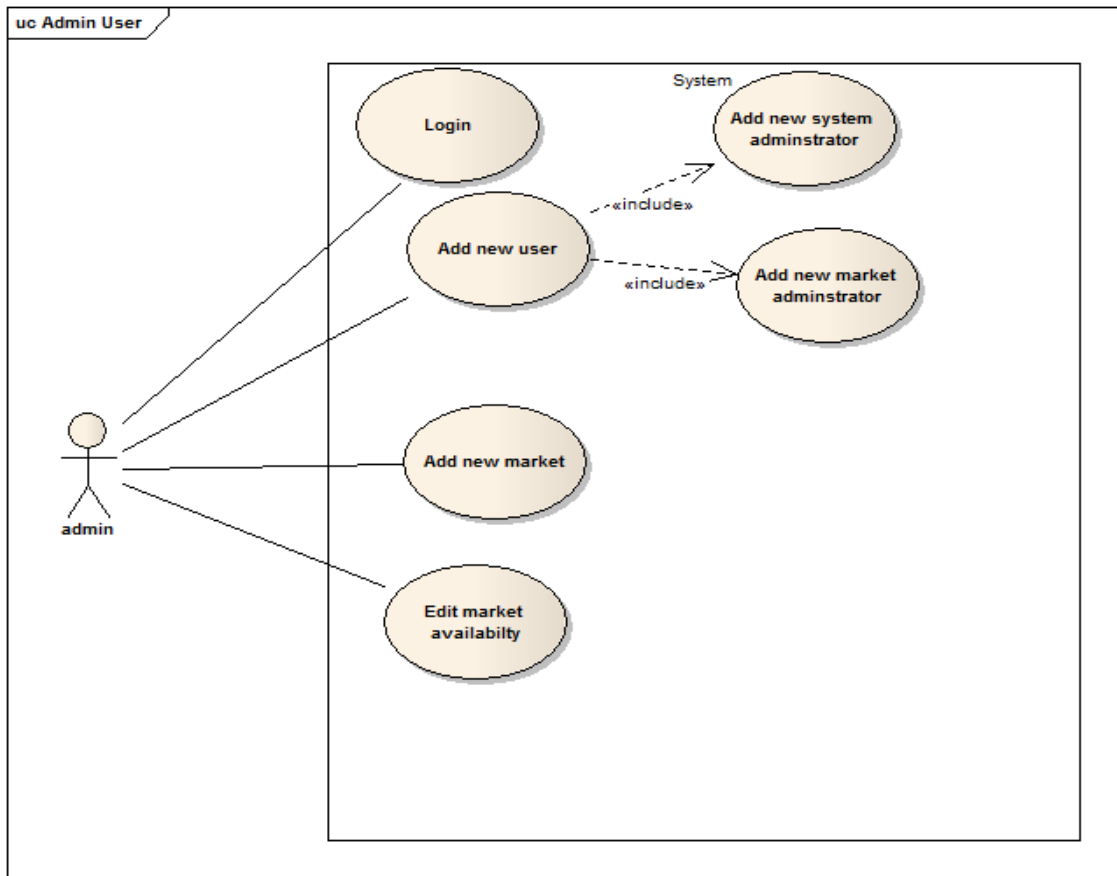 uc Admin User
System
Login
Add new system
adminstrator
«include»
Add new user
Add new market
adminstrator
«include»
Add new market
admin
Edit market
availabilty